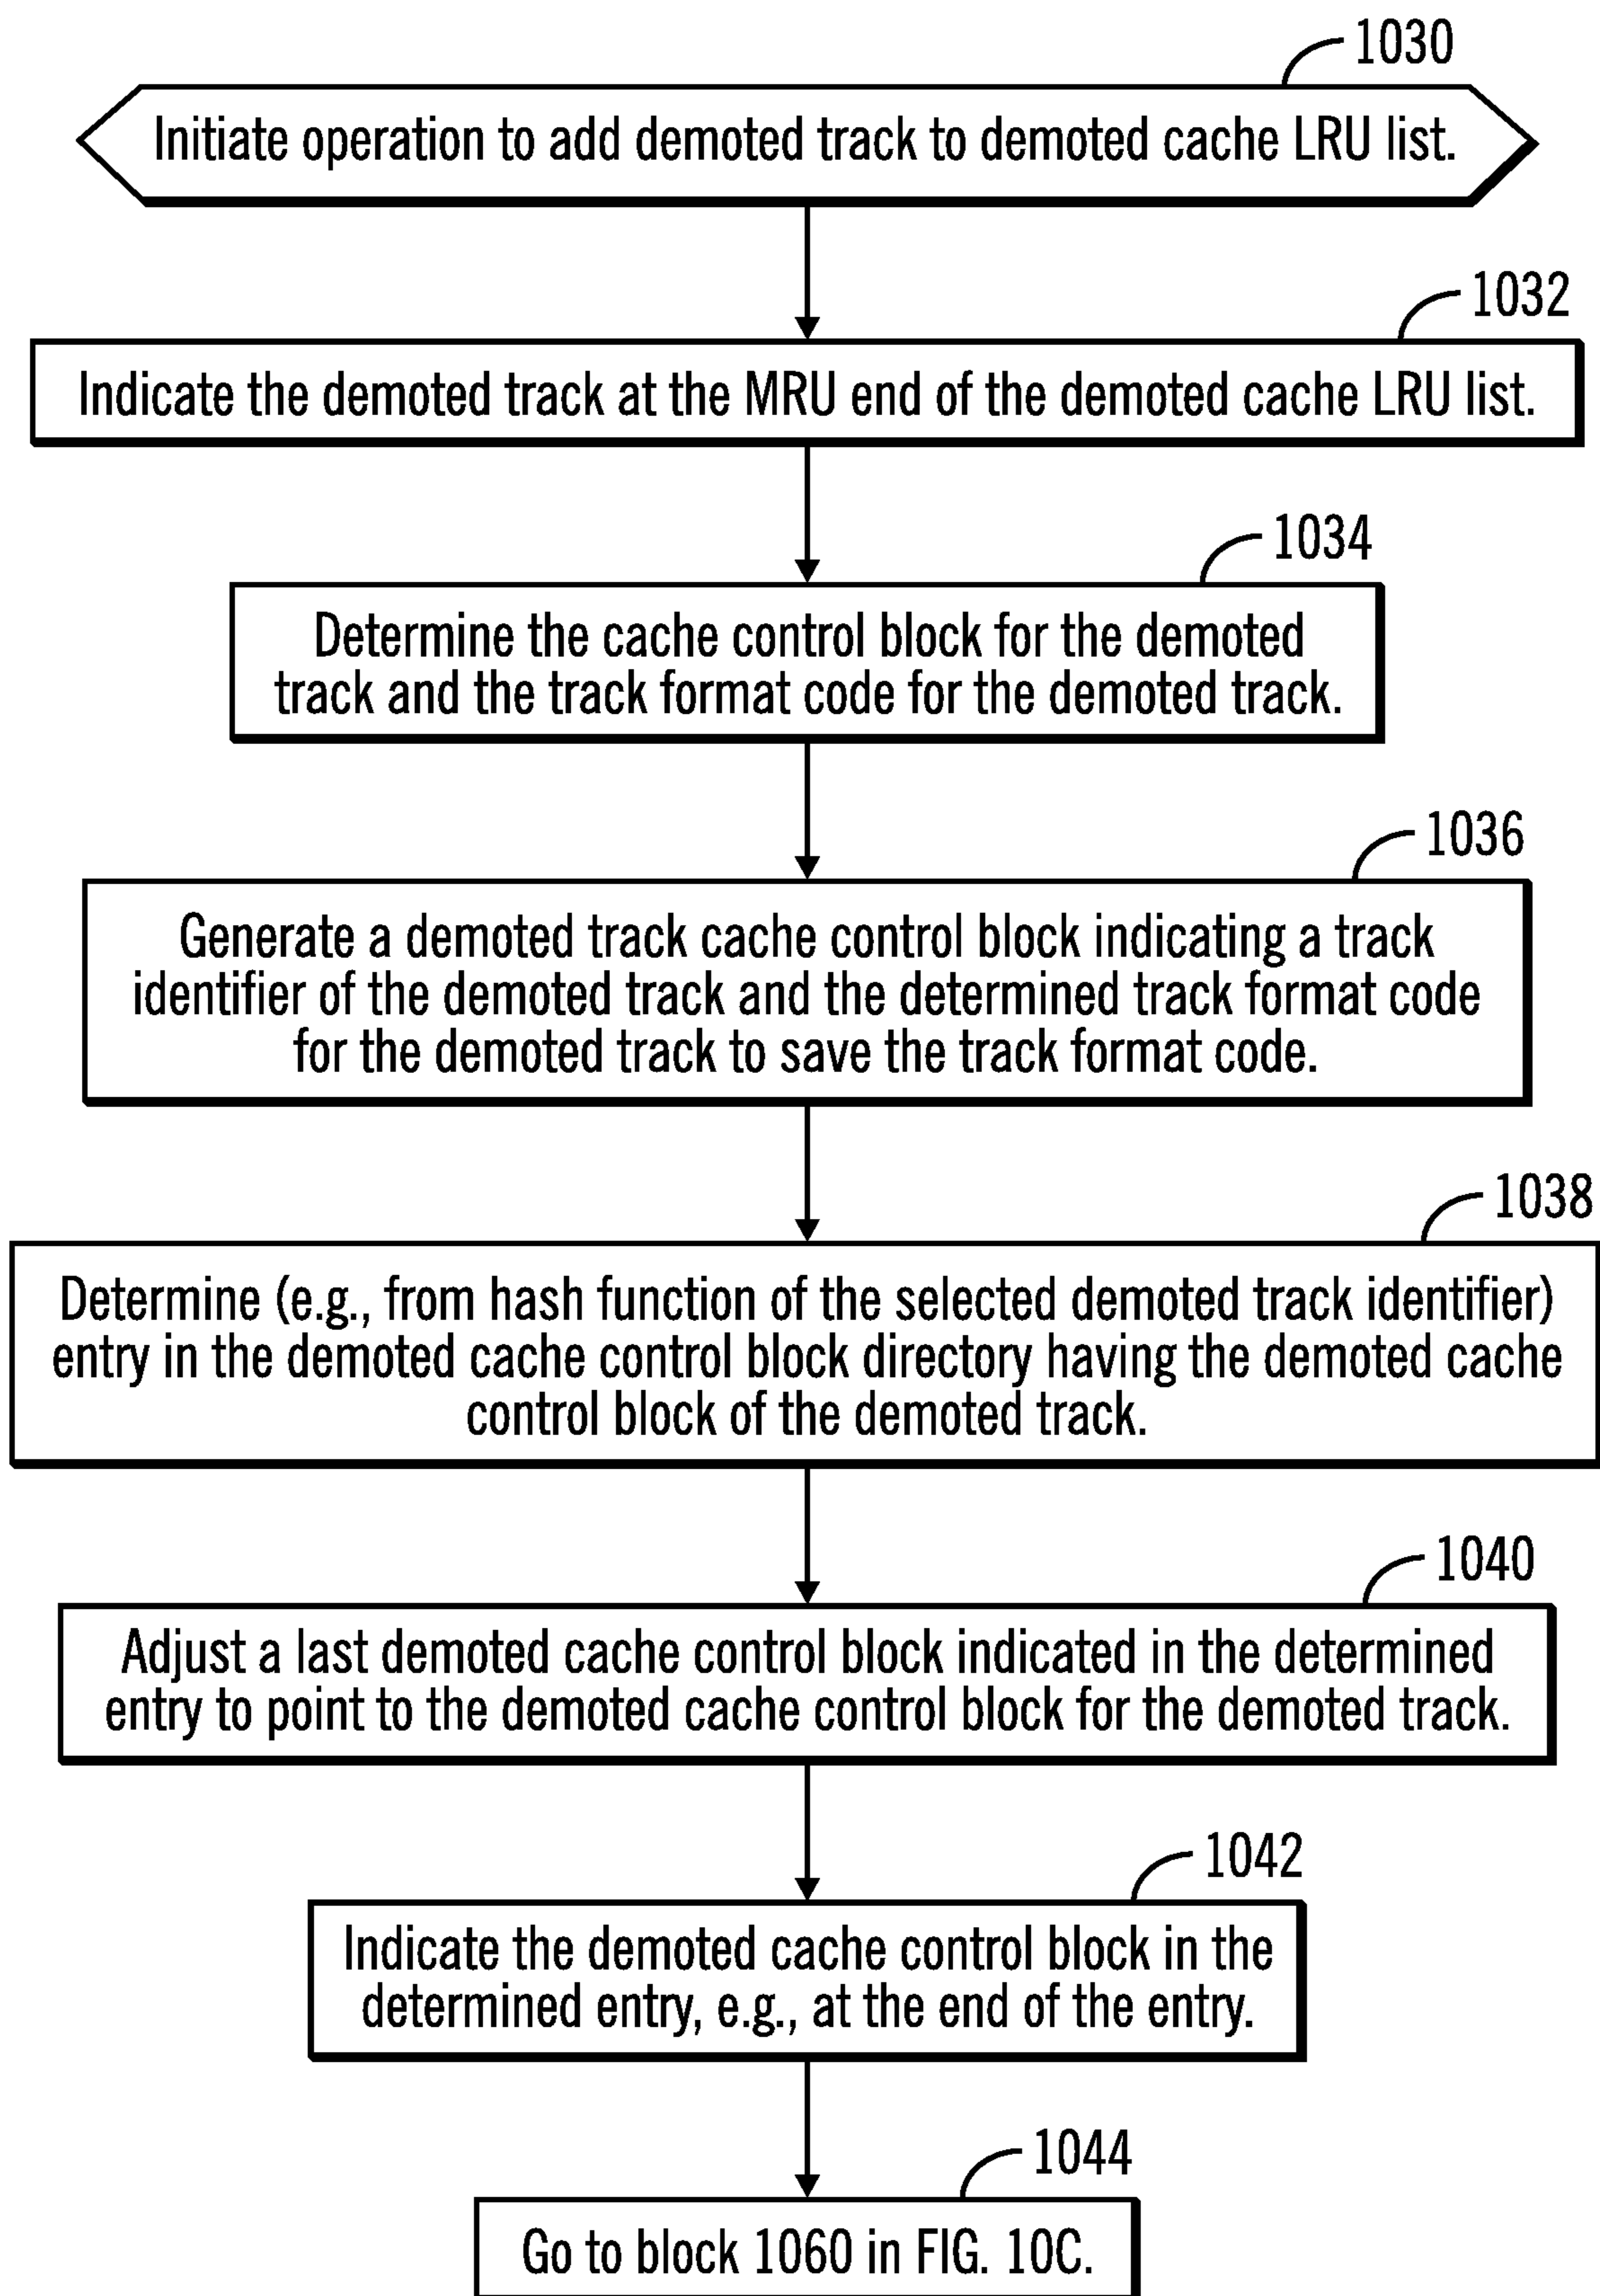 1030
Initiate operation to add demoted track to demoted cache LRU list.
1032
Indicate the demoted track at the MRU end of the demoted cache LRU list.
1034
Determine the cache control block for the demoted
track and the track format code for the demoted track.
1036
Generate a demoted track cache control block indicating a track
identifier of the demoted track and the determined track format code
for the demoted track to save the track format code.
1038
Determine (e.g., from hash function of the selected demoted track identifier)
entry in the demoted cache control block directory having the demoted cache
control block of the demoted track.
1040
Adjust a last demoted cache control block indicated in the determined
entry to point to the demoted cache control block for the demoted track.
1042
Indicate the demoted cache control block in the
determined entry, e.g., at the end of the entry.
1044
Go to block 1060 in FIG. 10C.